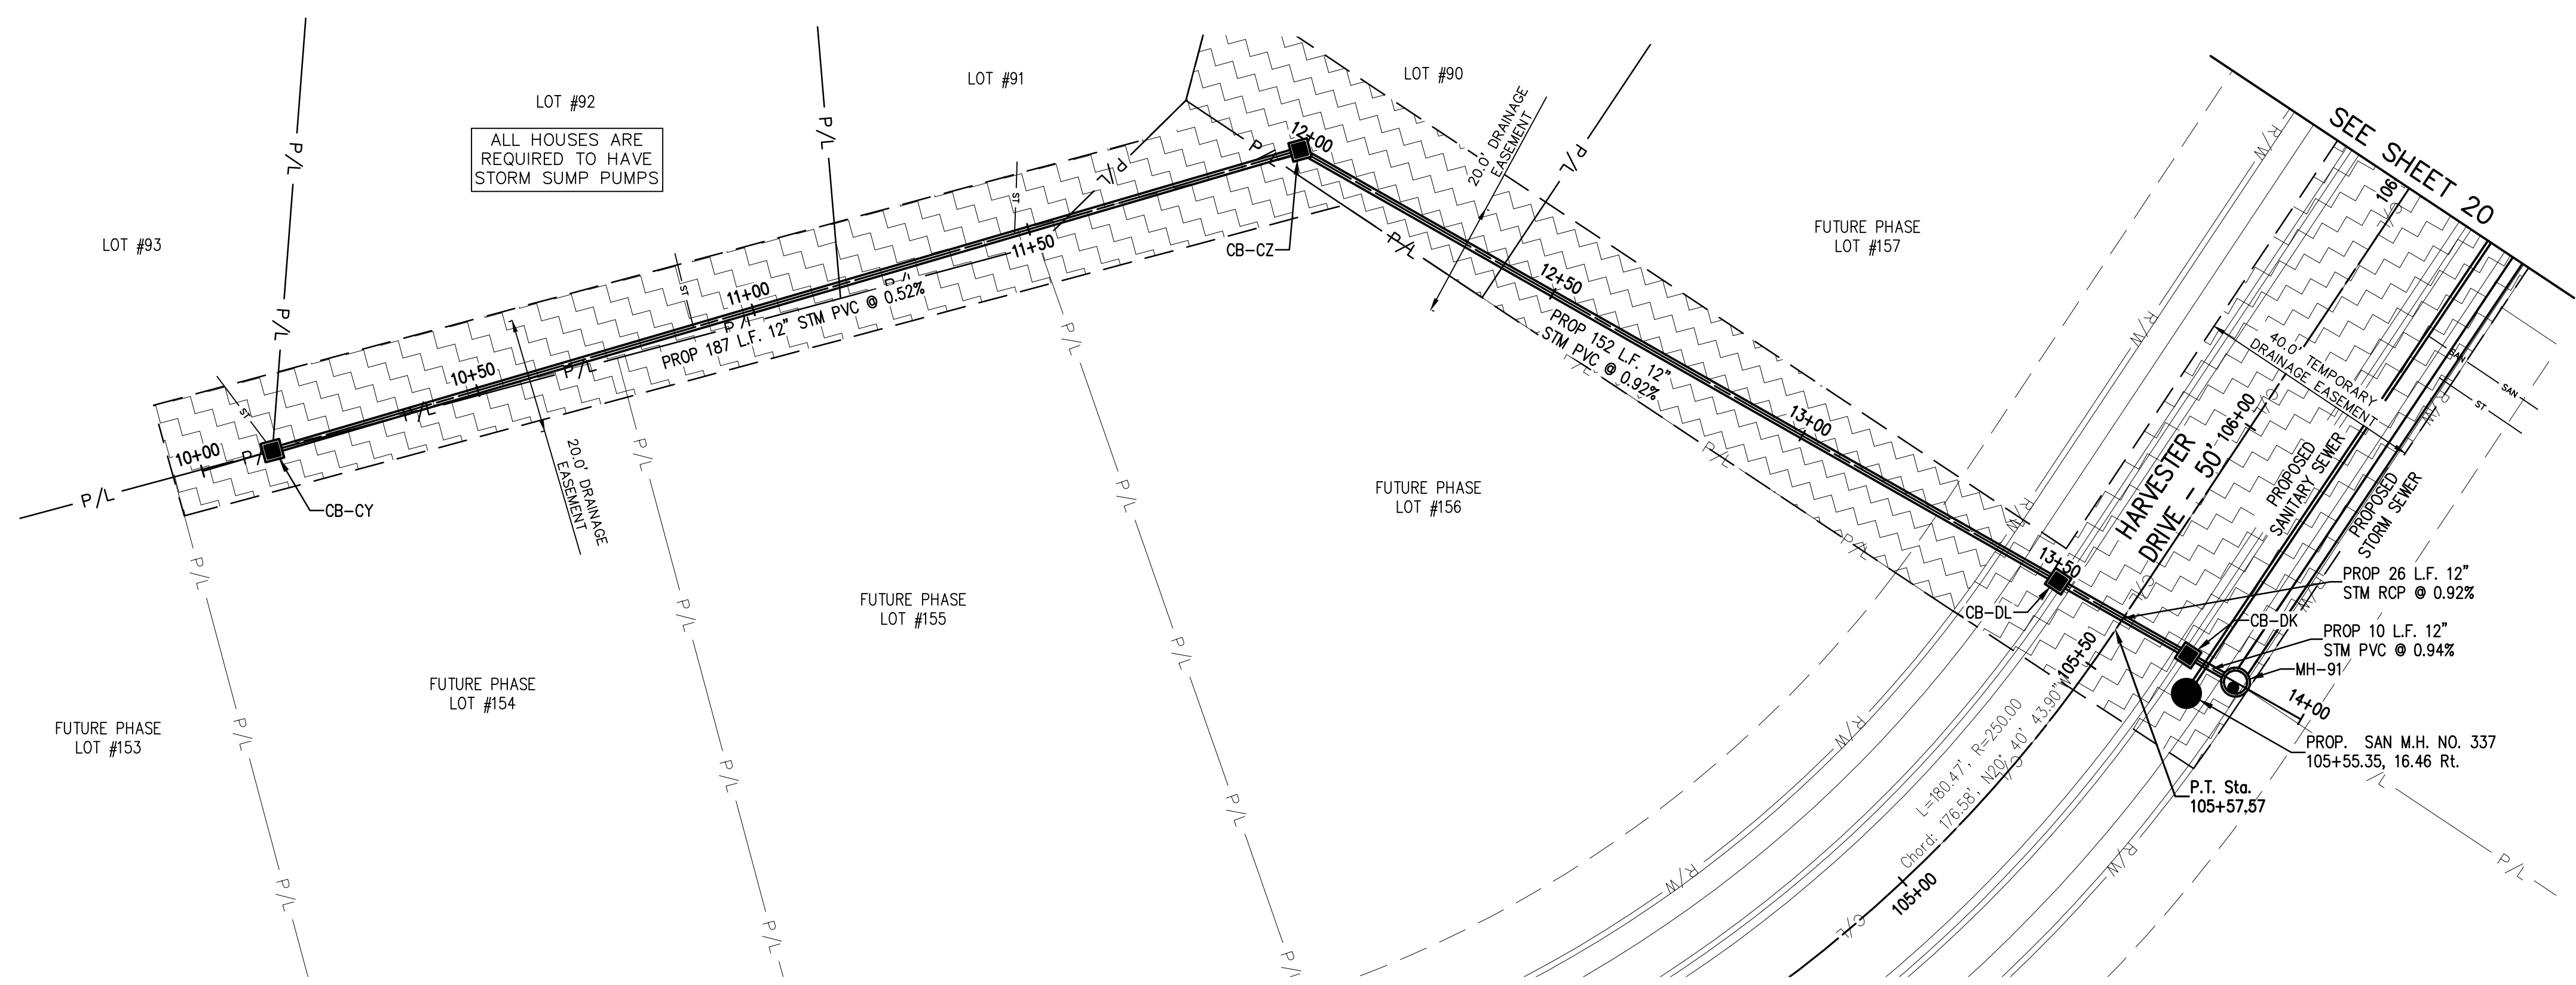 LOT #93
LOT #92
ALL HOUSES ARE
REQUIRED TO HAVE
STORM SUMP PUMPS
LOT #91
LOT #90
20.0' DRAINAGE
EASEMENT
SEE SHEET 20
FUTURE PHASE
LOT #157
P/L
P/L
P/L
P/L
P/L
P/L
P/L
P/L
P/L
P/L
P/L
10+00
10+50
11+00
11+50
12+00
12+50
13+00
13+50
14+00
ST
ST
ST
CB-CY
CB-CZ
PROP 187 L.F. 12" STM PVC @ 0.52%
20.0' DRAINAGE
EASEMENT
PROP 152 L.F. 12"
STM PVC @ 0.92%
P/L
P/L
P/L
R/W
R/W
R/W
R/W
106
40.0' TEMPORARY
DRAINAGE EASEMENT
HARVESTER
DRIVE - 50'
106+00
PROPOSED
SANITARY SEWER
PROPOSED
STORM SEWER
SAN
SAN
ST
FUTURE PHASE
LOT #156
FUTURE PHASE
LOT #155
FUTURE PHASE
LOT #154
FUTURE PHASE
LOT #153
P/L
P/L
P/L
P/L
P/L
P/L
P/L
P/L
P/L
P/L
P/L
P/L
P/L
CB-DL
CB-DK
PROP 26 L.F. 12"
STM RCP @ 0.92%
PROP 10 L.F. 12"
STM PVC @ 0.94%
MH-91
PROP. SAN M.H. NO. 337
105+55.35, 16.46 Rt.
P.T. Sta.
105+57.57
105+50
L=180.47', R=250.00
Chord: 176.58', N20° 40' 43.90"
105+00
C/L
C/L
R/W
R/W
R/W
P/L